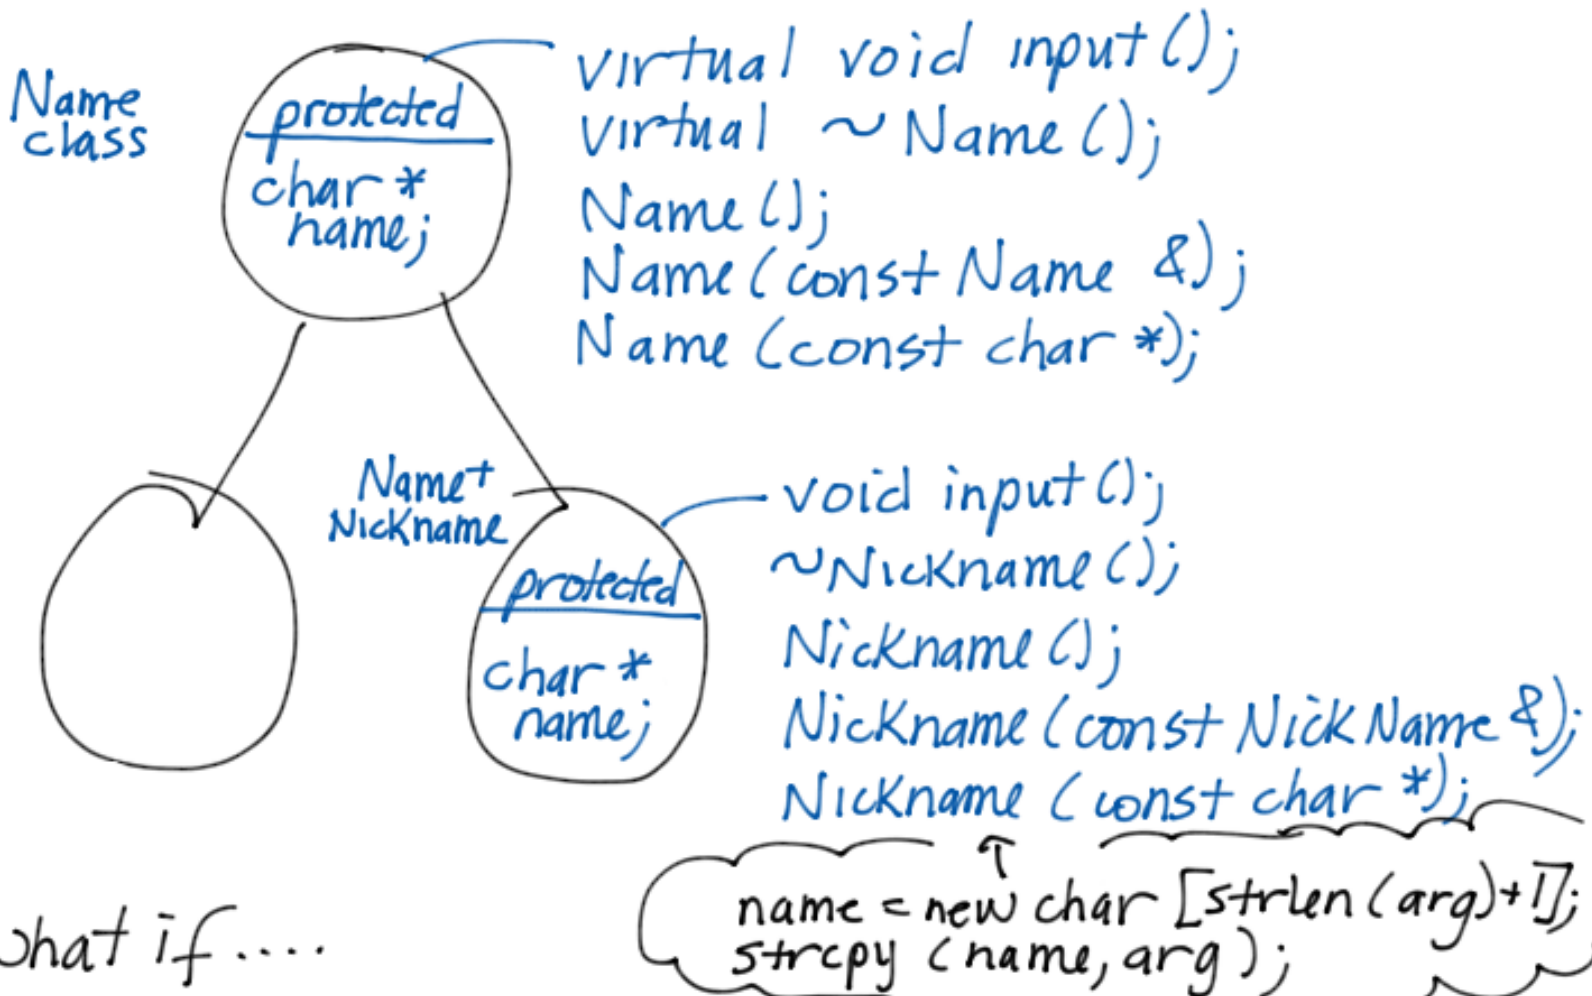 Name
class
protected
char *
name;
virtual void input();
virtual ~Name();
Name();
Name(const Name &);
Name(const char *);
Name+
Nickname
protected
char *
name;
void input();
~Nickname();
Nickname();
Nickname(const NickName &);
Nickname(const char *);
name = new char [strlen(arg)+1];
strcpy (name, arg);
what if....